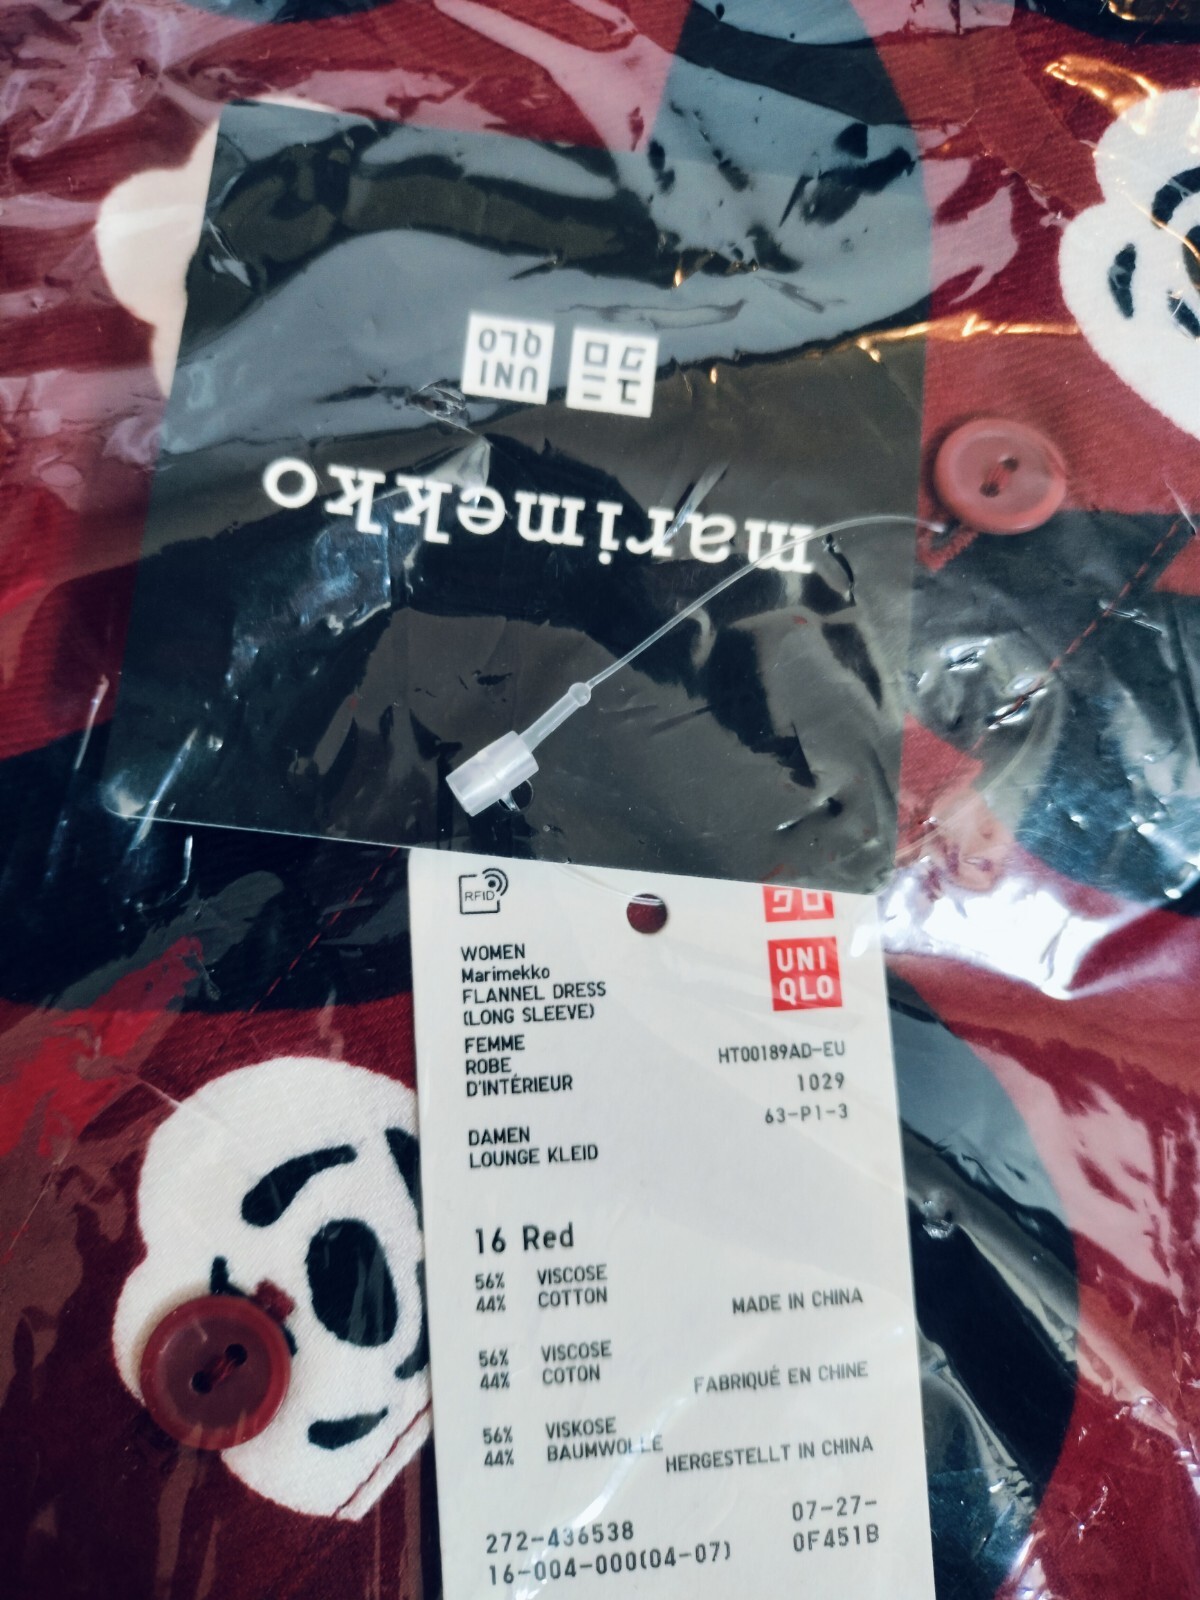 ユニ
クロ
UNI
QLO
marimekko
RFID
クロ
UNI
QLO
WOMEN
Marimekko
FLANNEL DRESS
(LONG SLEEVE)
FEMME
ROBE
D'INTÉRIEUR
DAMEN
LOUNGE KLEID
HT00189AD-EU
1029
63-P1-3
16 Red
56% VISCOSE
44% COTTON
MADE IN CHINA
56% VISCOSE
44% COTON
FABRIQUÉ EN CHINE
56% VISKOSE
44% BAUMWOLLE
HERGESTELLT IN CHINA
272-436538
16-004-000(04-07)
07-27-
0F451B